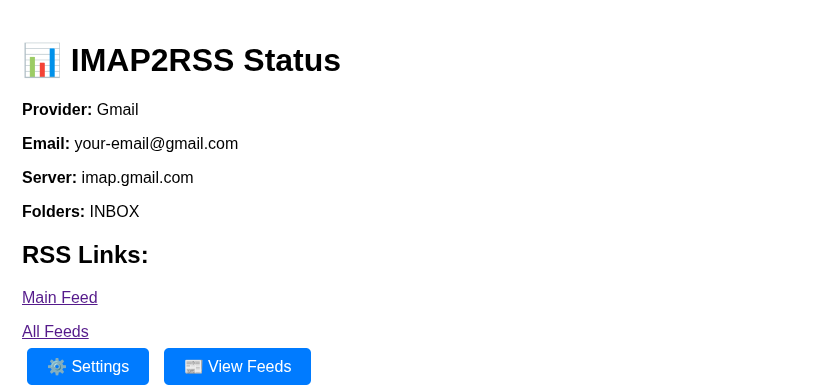 📊 IMAP2RSS Status
Provider: Gmail
Email: your-email@gmail.com
Server: imap.gmail.com
Folders: INBOX
RSS Links:
Main Feed
All Feeds
⚙️ Settings
📰 View Feeds